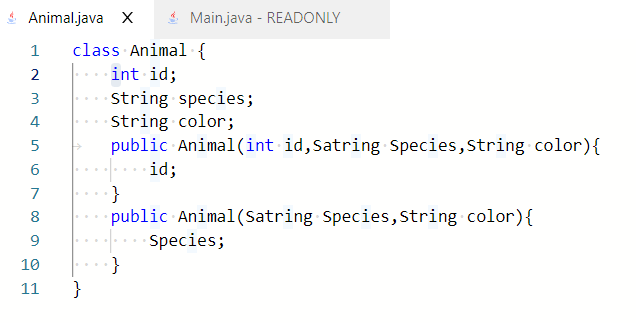 Animal.java X Main.java - READONLY
1 class Animal {
2 int id;
3 String species;
4 String color;
5 public Animal(int id,Satring Species,String color){
6 id;
7 }
8 public Animal(Satring Species,String color){
9 Species;
10 }
11 }